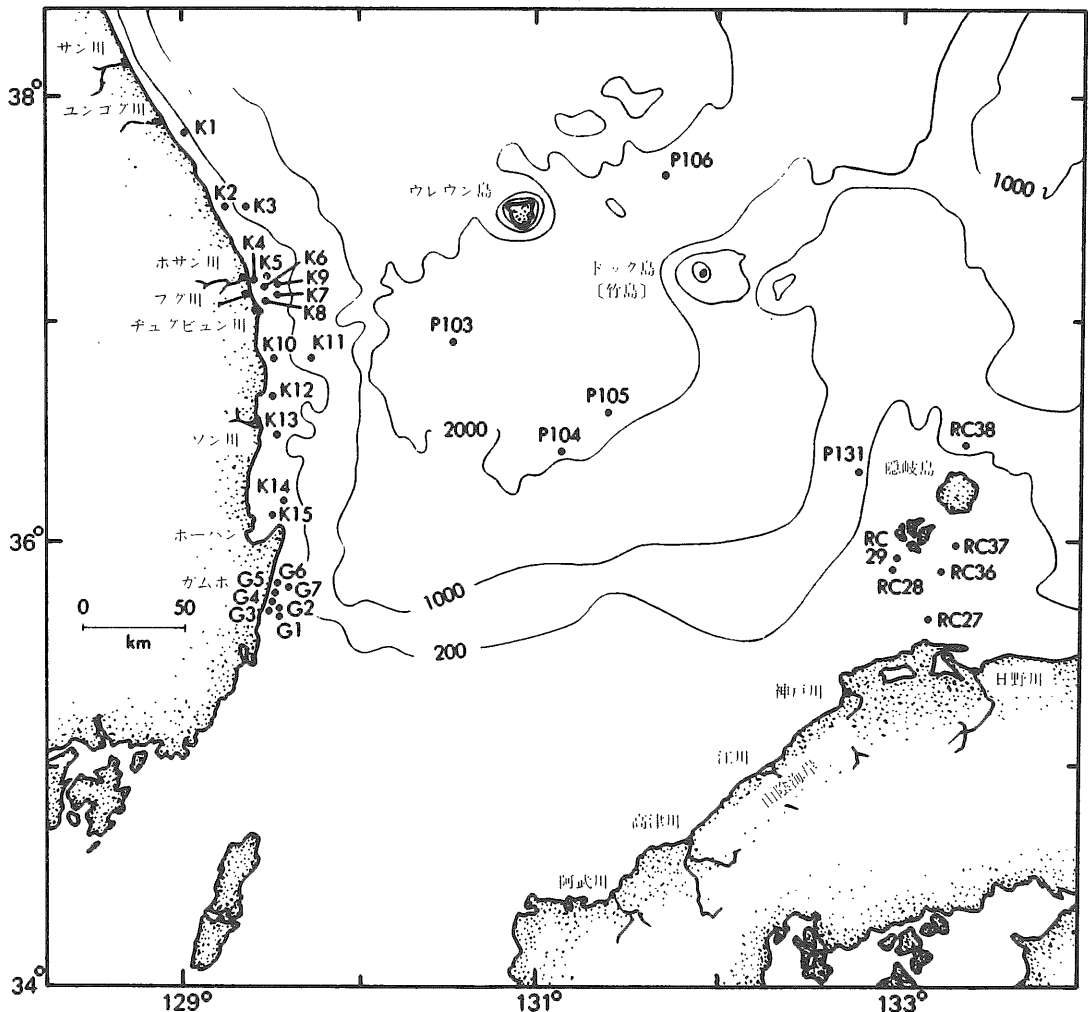 サン川
38°
ユンゴク川
K1
P106
1000
K2
K3
ウレウン島
K4
ホサン川
K5
K6
K9
K7
K8
フグ川
チュグビュン川
ドック島
〔竹島〕
P103
K10
K11
K12
P105
K13
2000
P104
RC38
ソン川
P131
隠岐島
K14
K15
36°
ホーハン
RC
29
RC37
RC28
RC36
ガムホ
G5
G6
G4
G7
G3
G2
G1
0
50
km
1000
RC27
200
神戸川
日野川
江川
山陰海岸
高津川
阿武川
34°
129°
131°
133°